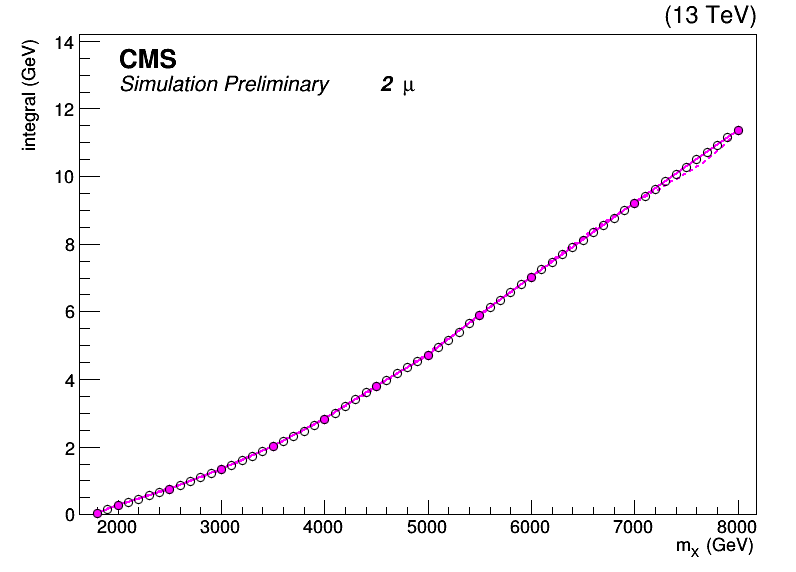 (13 TeV)
CMS
Simulation Preliminary 2 μ
integral (GeV)
14
12
10
8
6
4
2
0
2000 3000 4000 5000 6000 7000 8000
mX (GeV)